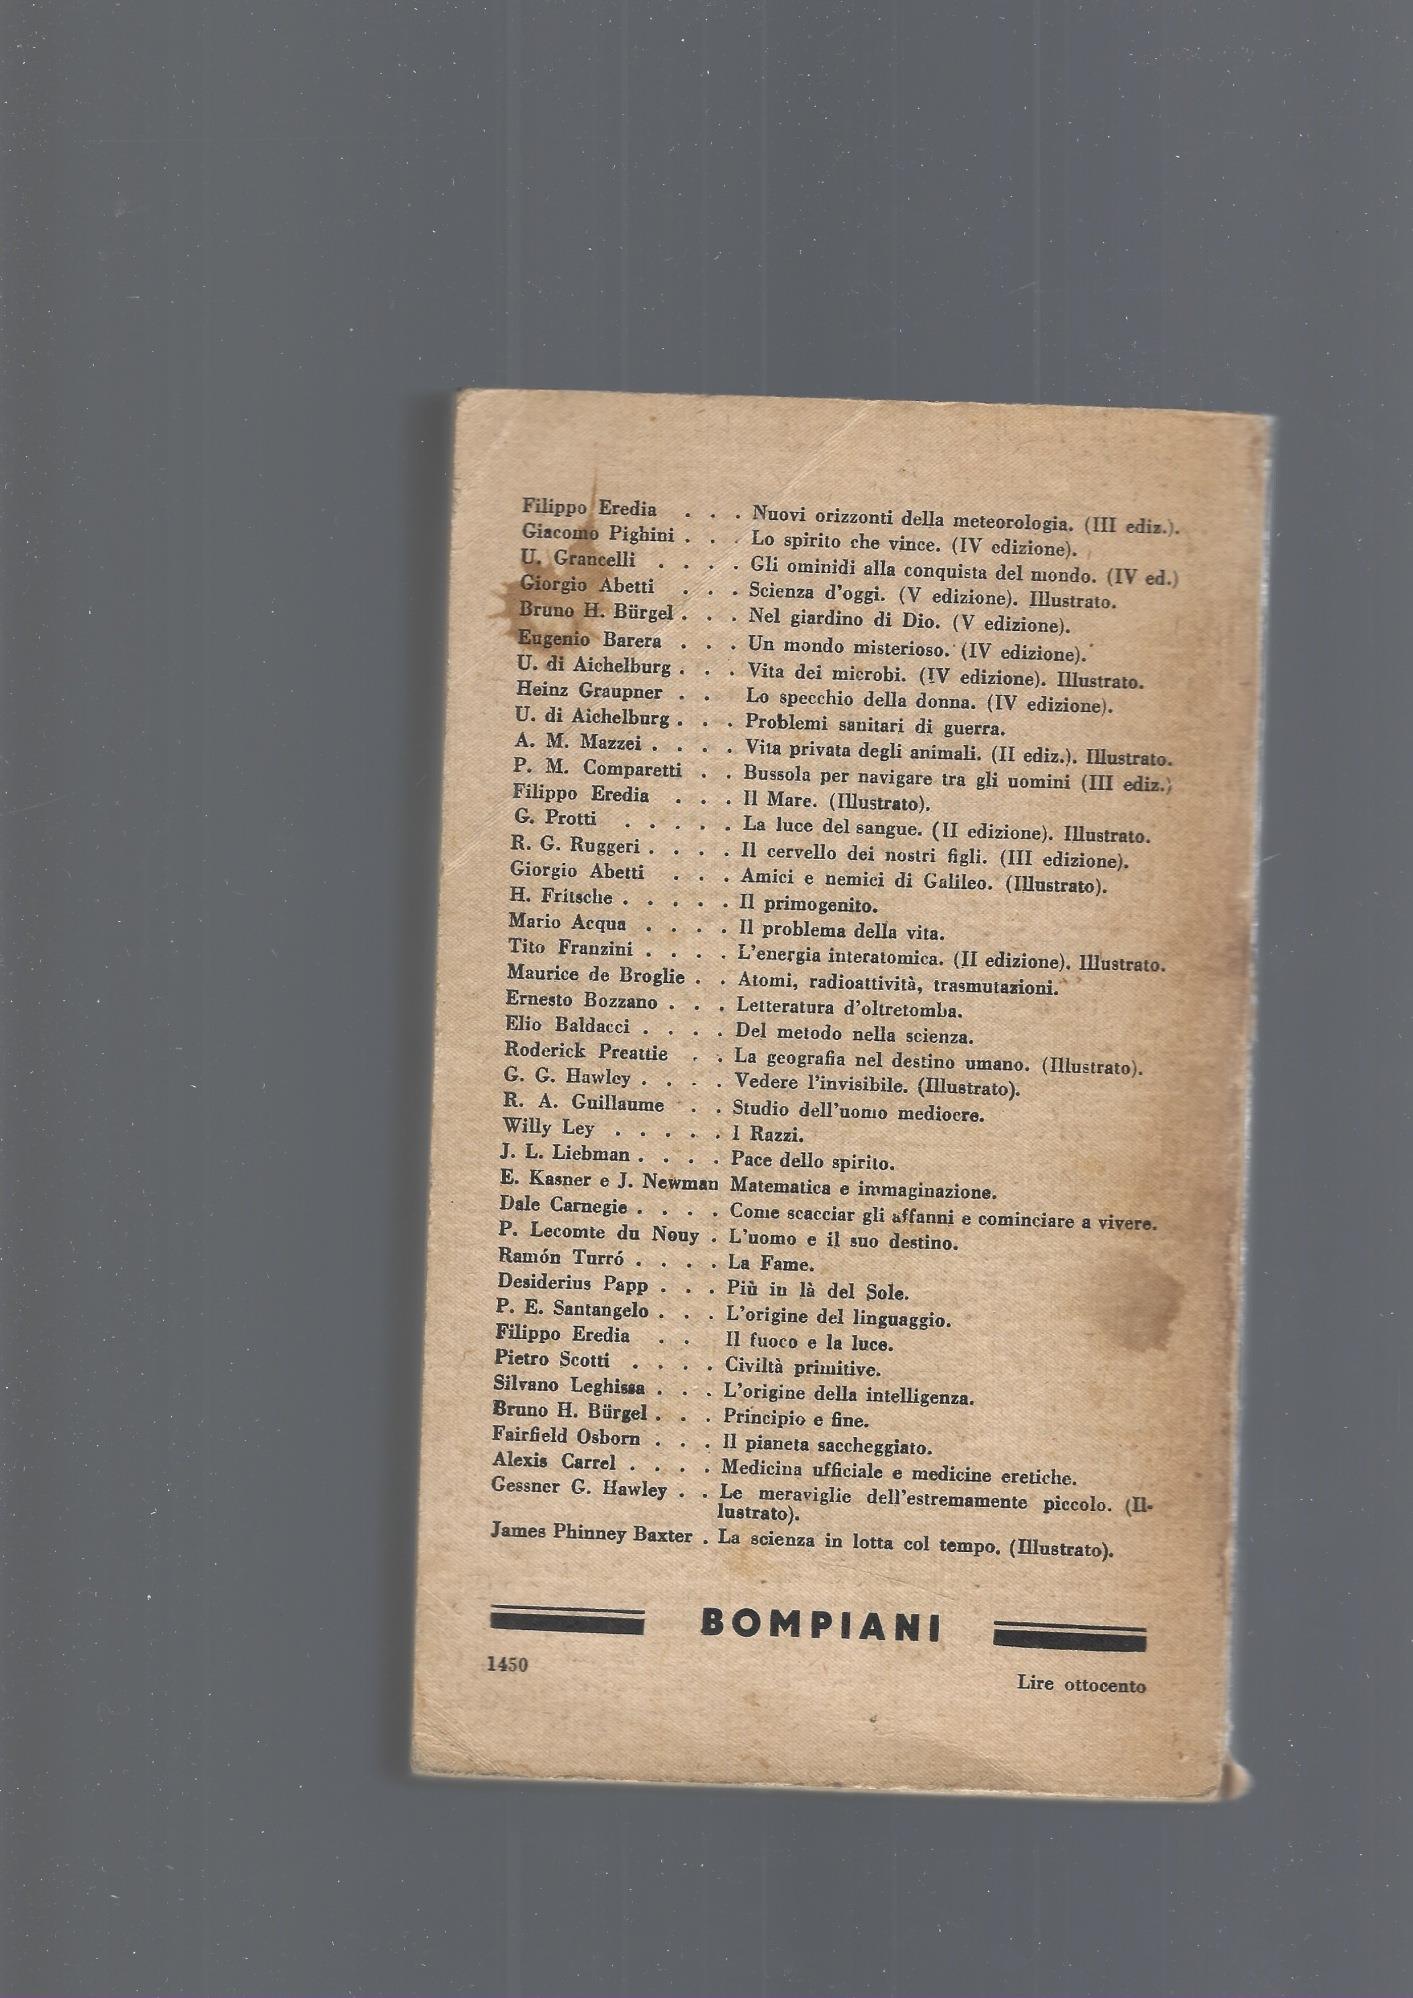 Filippo Eredia . . . Nuovi orizzonti della meteorologia. (III ediz.).
Giacomo Pighini . . . Lo spirito che vince. (IV edizione).
U. Grancelli . . . . Gli ominidi alla conquista del mondo. (IV ed.)
Giorgio Abetti . . . Scienza d'oggi. (V edizione). Illustrato.
Bruno H. Bürgel . . . Nel giardino di Dio. (V edizione).
Eugenio Barera . . . Un mondo misterioso. (IV edizione).
U. di Aichelburg . . . Vita dei microbi. (IV edizione). Illustrato.
Heinz Graupner . . Lo specchio della donna. (IV edizione).
U. di Aichelburg . . . Problemi sanitari di guerra.
A. M. Mazzei . . . . Vita privata degli animali. (II ediz.). Illustrato.
P. M. Comparetti . . Bussola per navigare tra gli uomini (III ediz.)
Filippo Eredia . . . Il Mare. (Illustrato).
G. Protti . . . . . La luce del sangue. (II edizione). Illustrato.
R. G. Ruggeri . . . . Il cervello dei nostri figli. (III edizione).
Giorgio Abetti . . . Amici e nemici di Galileo. (Illustrato).
H. Fritsche . . . . . Il primogenito.
Mario Acqua . . . . Il problema della vita.
Tito Franzini . . . . L'energia interatomica. (II edizione). Illustrato.
Maurice de Broglie . . Atomi, radioattività, trasmutazioni.
Ernesto Bozzano . . . Letteratura d'oltretomba.
Elio Baldacci . . . . Del metodo nella scienza.
Roderick Preattie . . La geografia nel destino umano. (Illustrato).
G. G. Hawley . . . . Vedere l'invisibile. (Illustrato).
R. A. Guillaume . . Studio dell'uomo mediocre.
Willy Ley . . . . . I Razzi.
J. L. Liebman . . . . Pace dello spirito.
E. Kasner e J. Newman Matematica e immaginazione.
Dale Carnegie . . . . Come scacciar gli affanni e cominciare a vivere.
P. Lecomte du Nouy . L'uomo e il suo destino.
Ramón Turró . . . . La Fame.
Desiderius Papp . . . Più in là del Sole.
P. E. Santangelo . . . L'origine del linguaggio.
Filippo Eredia . . Il fuoco e la luce.
Pietro Scotti . . . . Civiltà primitive.
Silvano Leghissa . . . L'origine della intelligenza.
Bruno H. Bürgel . . . Principio e fine.
Fairfield Osborn . . . Il pianeta saccheggiato.
Alexis Carrel . . . . Medicina ufficiale e medicine eretiche.
Gessner G. Hawley . . Le meraviglie dell'estremamente piccolo. (Il-
lustrato).
James Phinney Baxter . La scienza in lotta col tempo. (Illustrato).
BOMPIANI
1450
Lire ottocento